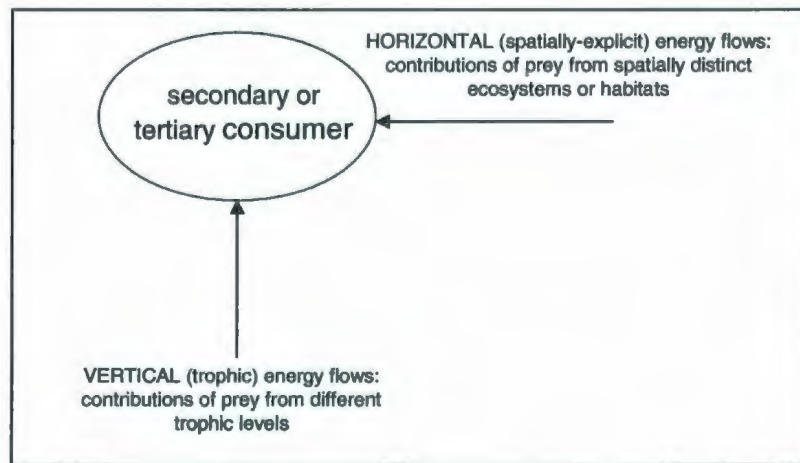 HORIZONTAL (spatially-explicit) energy flows:
contributions of prey from spatially distinct
ecosystems or habitats
secondary or
tertiary consumer
VERTICAL (trophic) energy flows:
contributions of prey from different
trophic levels